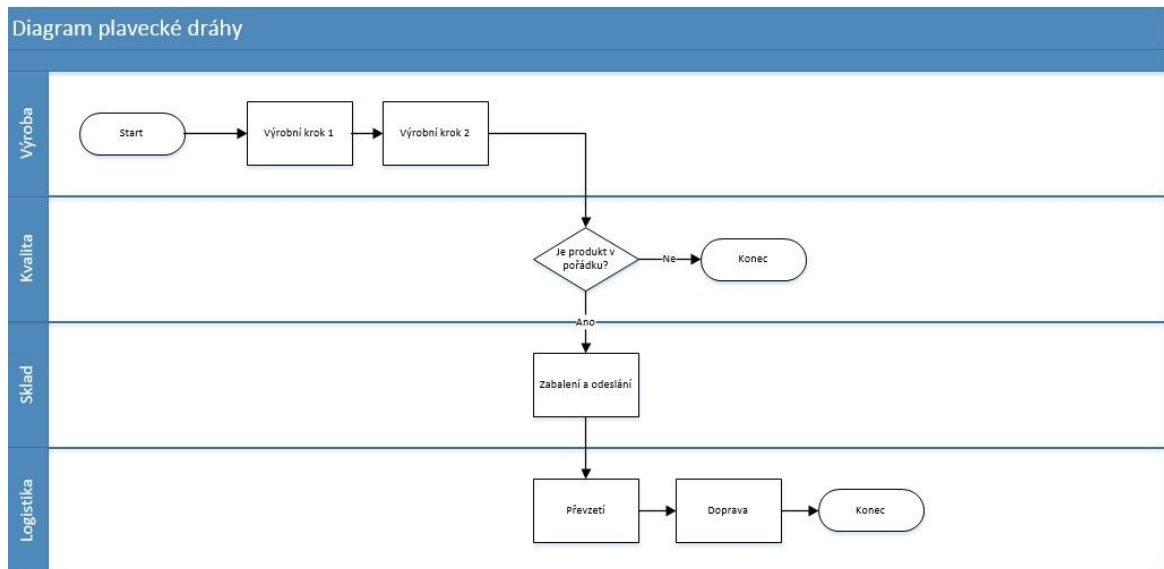 Diagram plavecké dráhy
Výroba
Start
Výrobní krok 1
Výrobní krok 2
Kvalita
Je produkt v
pořádku?
Ne
Konec
Ano
Sklad
Zabalení a odeslání
Logistika
Převzetí
Doprava
Konec